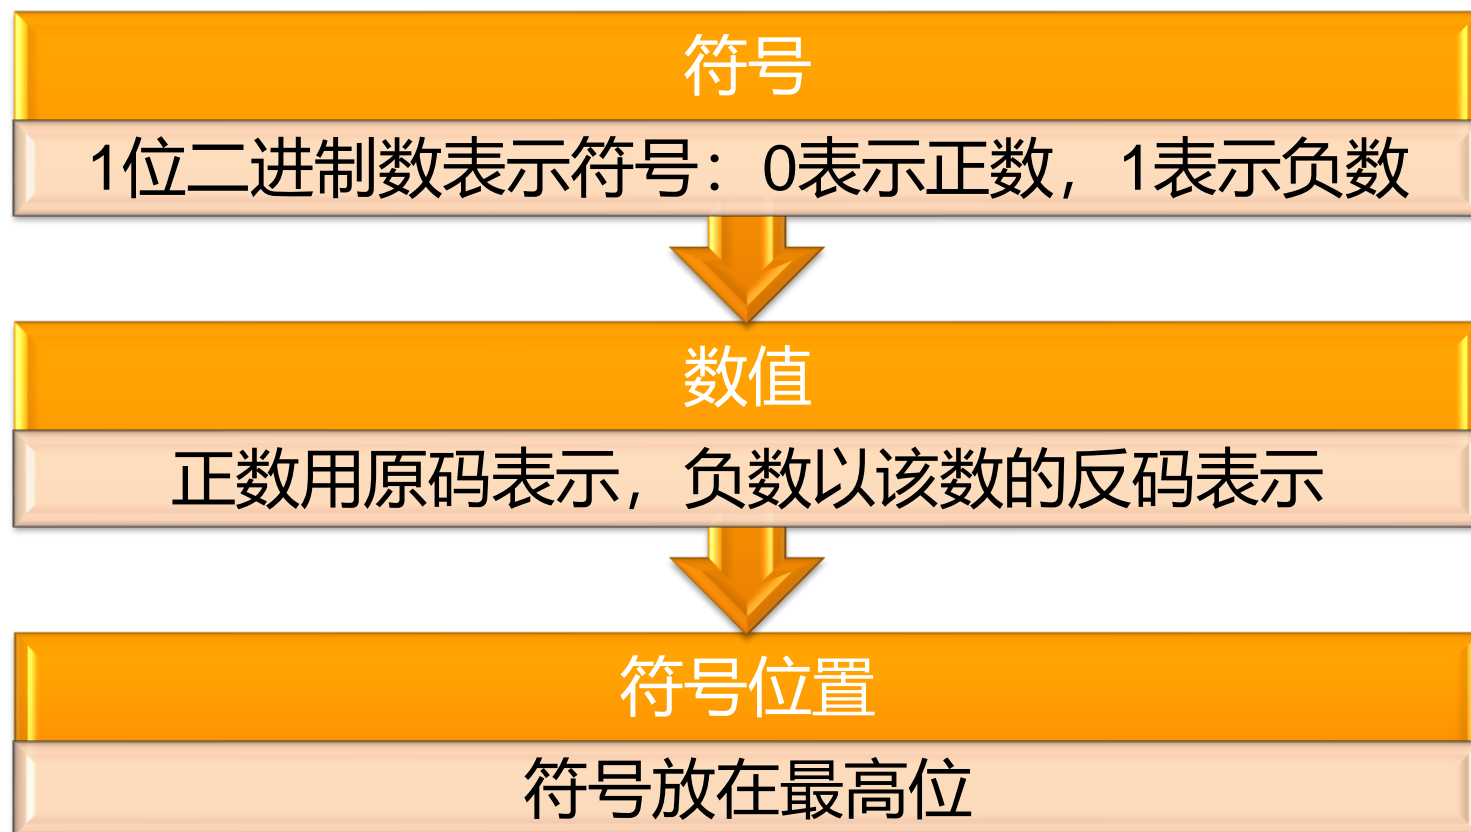 符号
1位二进制数表示符号：0表示正数，1表示负数
数值
正数用原码表示，负数以该数的反码表示
符号位置
符号放在最高位